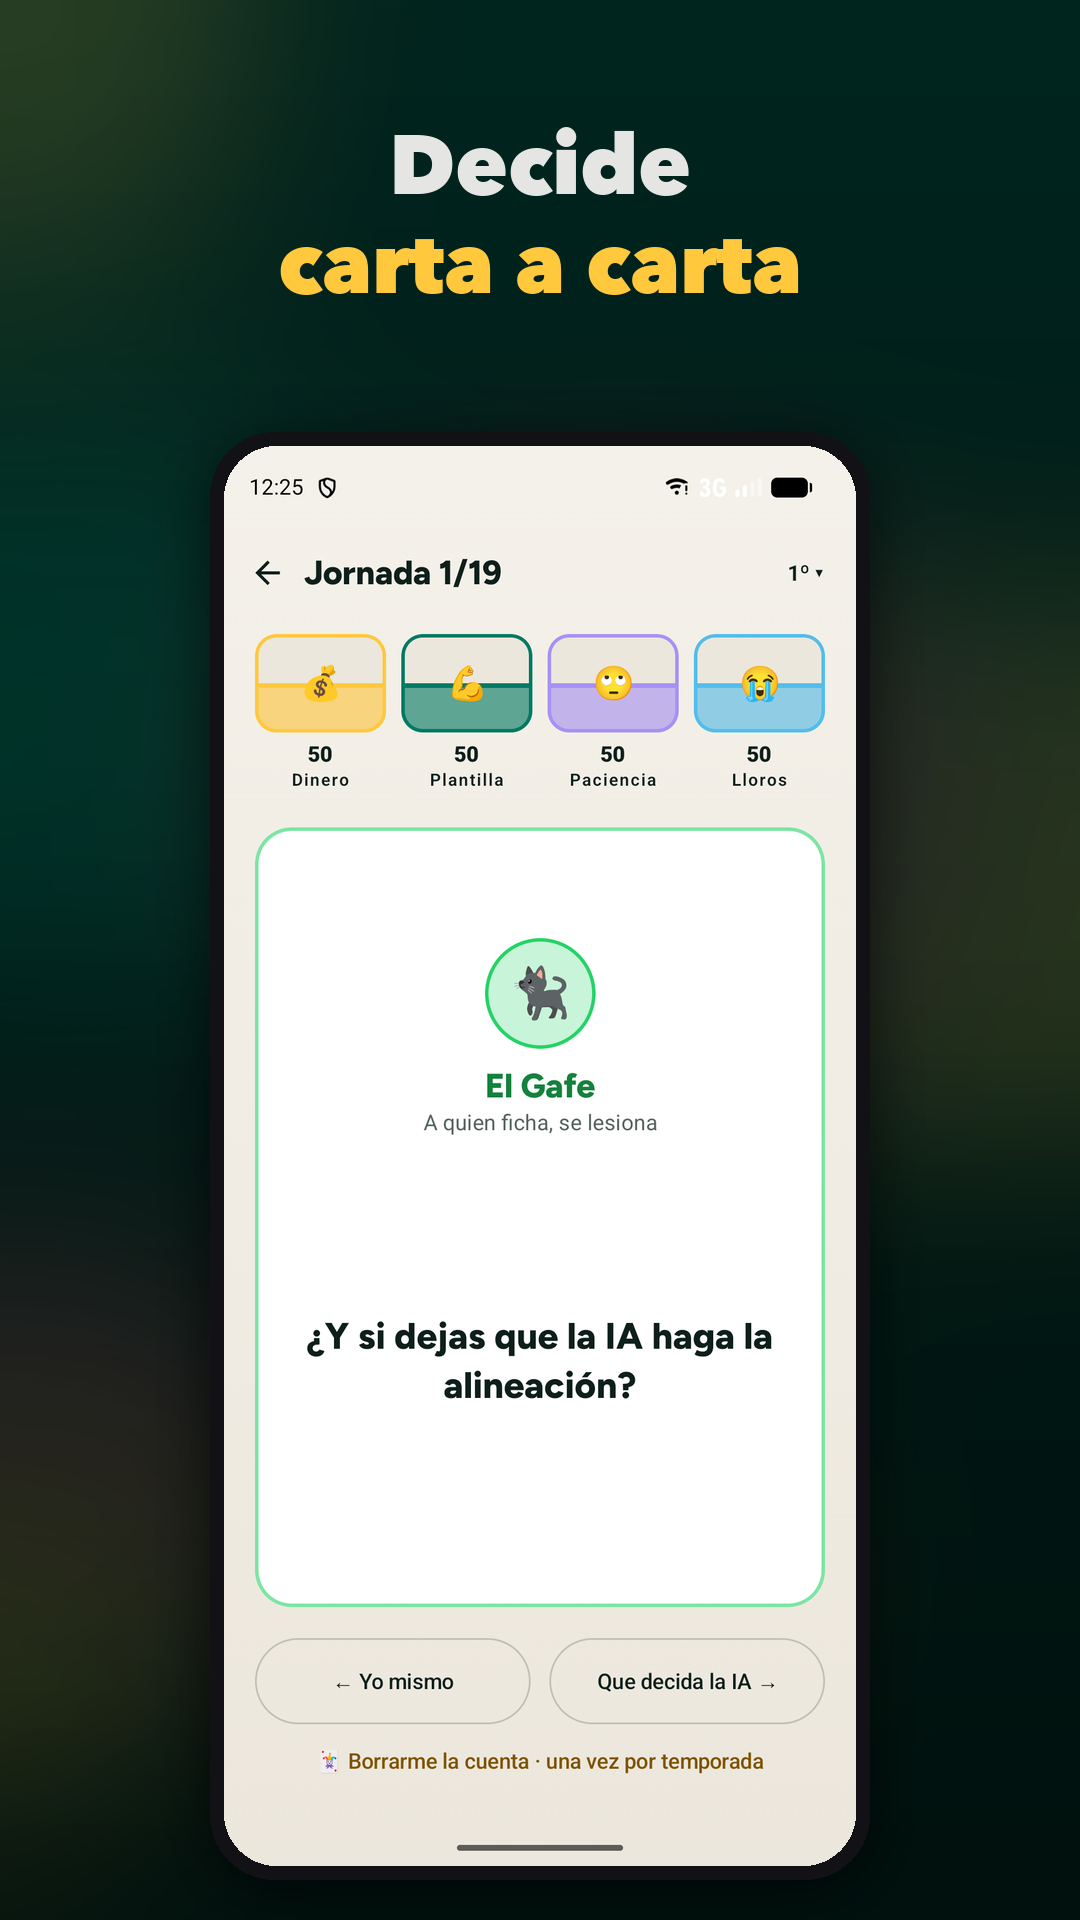 Decide
carta a carta
12:25
3G
Jornada 1/19
1º ▾
50
Dinero
50
Plantilla
50
Paciencia
50
Lloros
El Gafe
A quien ficha, se lesiona
¿Y si dejas que la IA haga la
alineación?
← Yo mismo
Que decida la IA →
Borrarme la cuenta · una vez por temporada